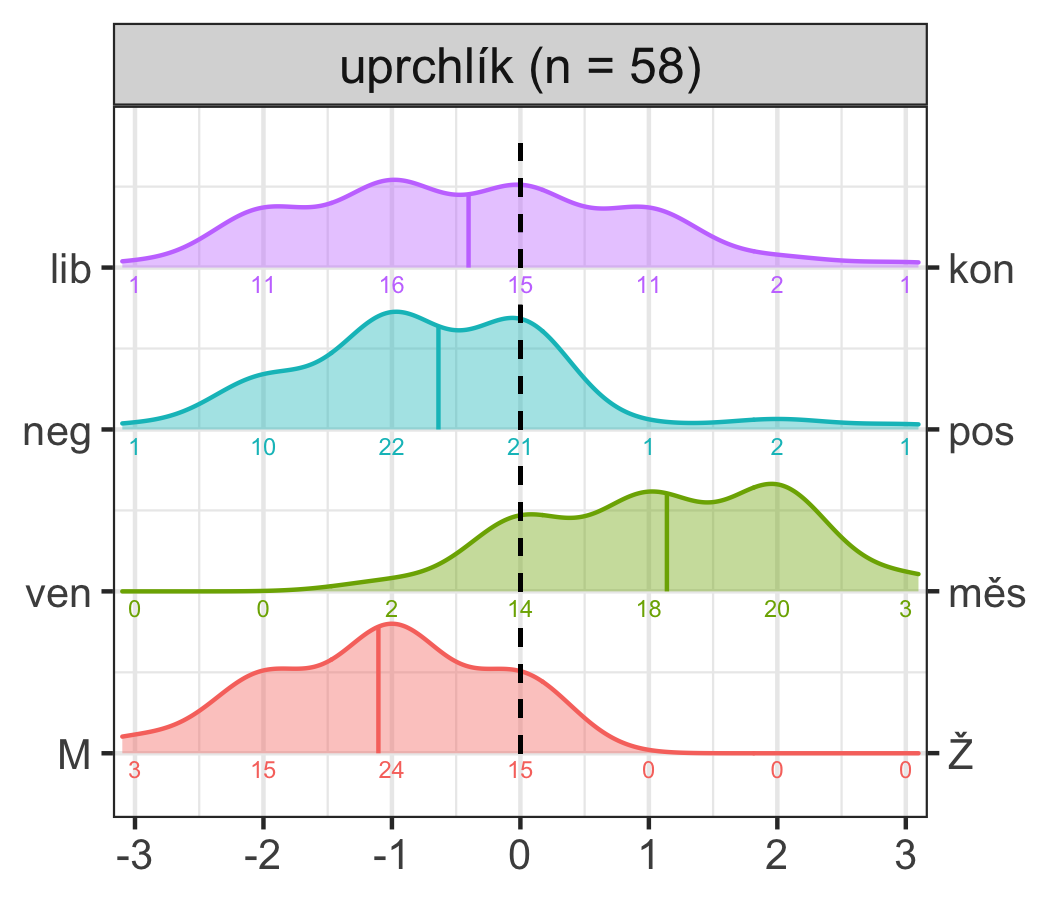 uprchlík (n = 58)
lib kon
1 11 16 15 11 2 1
neg pos
1 10 22 21 1 2 1
ven měs
0 0 2 14 18 20 3
M Ž
3 15 24 15 0 0 0
-3 -2 -1 0 1 2 3